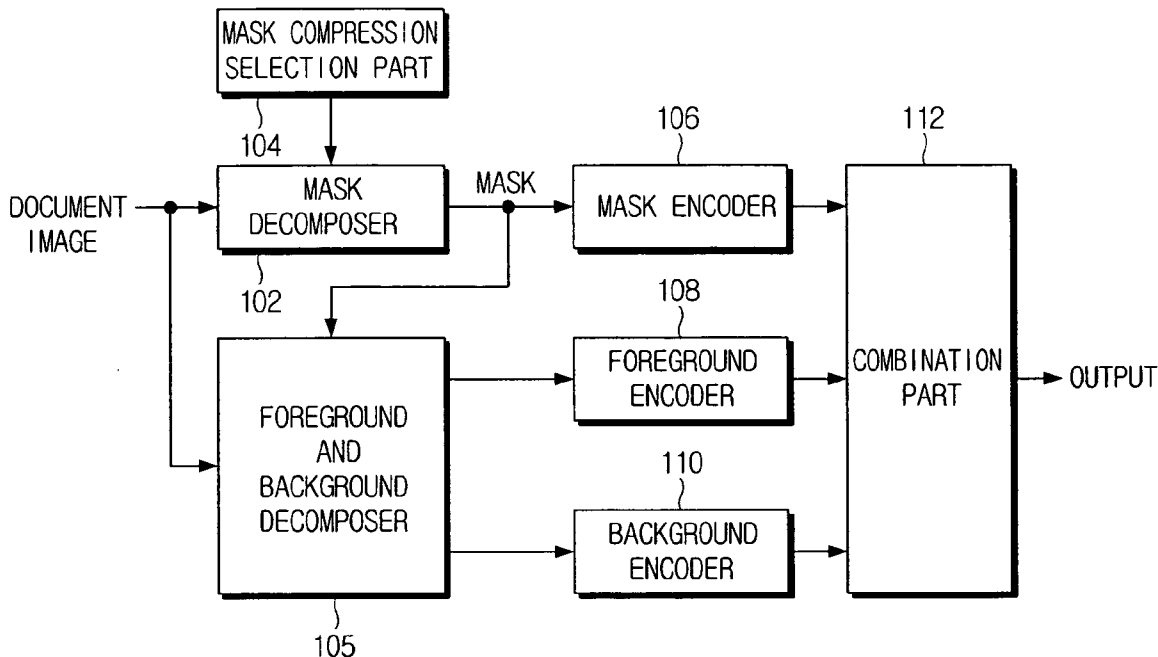 MASK COMPRESSION
SELECTION PART
104
106
112
DOCUMENT
IMAGE
MASK
DECOMPOSER
MASK
MASK ENCODER
102
108
FOREGROUND
AND
BACKGROUND
DECOMPOSER
FOREGROUND
ENCODER
COMBINATION
PART
OUTPUT
110
BACKGROUND
ENCODER
105